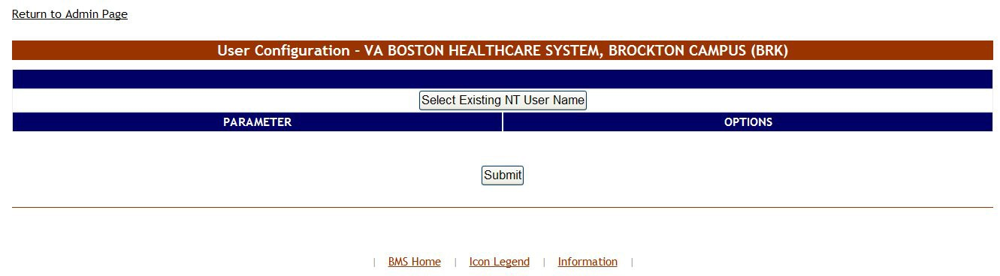 Return to Admin Page
User Configuration - VA BOSTON HEALTHCARE SYSTEM, BROCKTON CAMPUS (BRK)
Select Existing NT User Name
PARAMETER OPTIONS
Submit
| BMS Home | Icon Legend | Information |